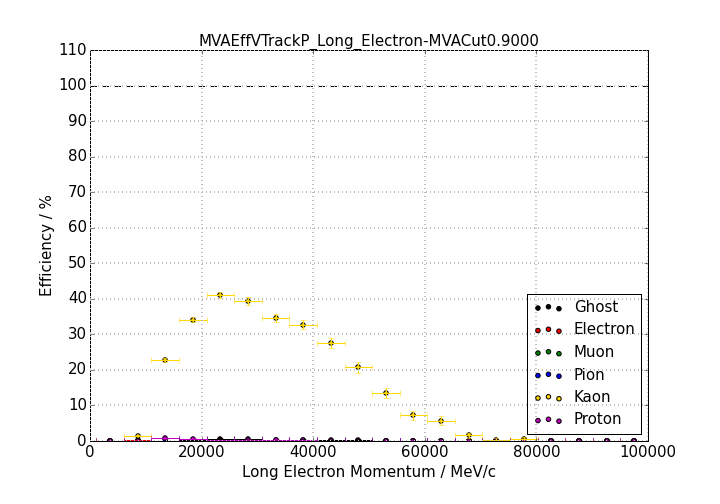 MVAEffVTrackP_Long_Electron-MVACut0.9000
110
100
90
80
70
60
50
40
30
20
10
0
Efficiency / %
Ghost
Electron
Muon
Pion
Kaon
Proton
0 20000 40000 60000 80000 100000
Long Electron Momentum / MeV/c